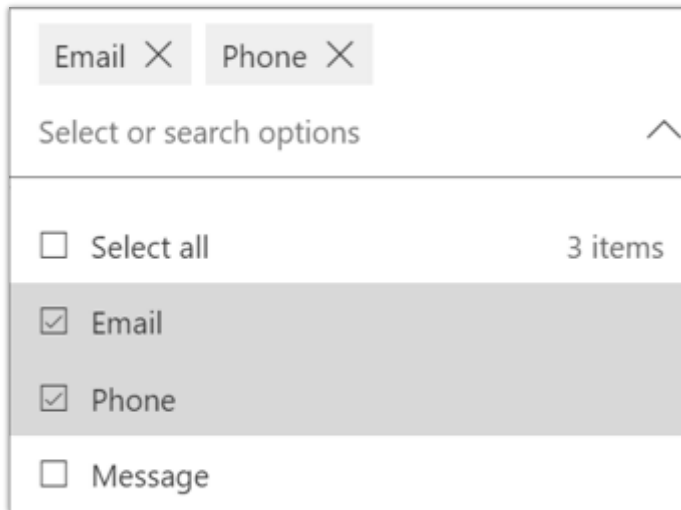 Email Phone
Select or search options
Select all 3 items
Email
Phone
Message